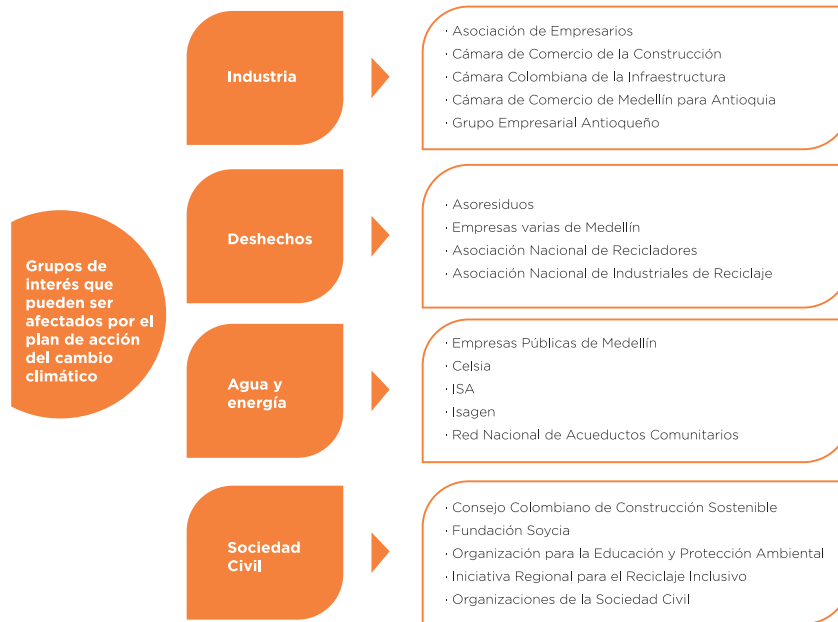 Grupos de
interés que
pueden ser
afectados por el
plan de acción
del cambio
climático
Industria
· Asociación de Empresarios
· Cámara de Comercio de la Construcción
· Cámara Colombiana de la Infraestructura
· Cámara de Comercio de Medellín para Antioquia
· Grupo Empresarial Antioqueño
Deshechos
· Asoresiduos
· Empresas varias de Medellín
· Asociación Nacional de Recicladores
· Asociación Nacional de Industriales de Reciclaje
Agua y
energía
· Empresas Públicas de Medellín
· Celsia
· ISA
· Isagen
· Red Nacional de Acueductos Comunitarios
Sociedad
Civil
· Consejo Colombiano de Construcción Sostenible
· Fundación Soycia
· Organización para la Educación y Protección Ambiental
· Iniciativa Regional para el Reciclaje Inclusivo
· Organizaciones de la Sociedad Civil